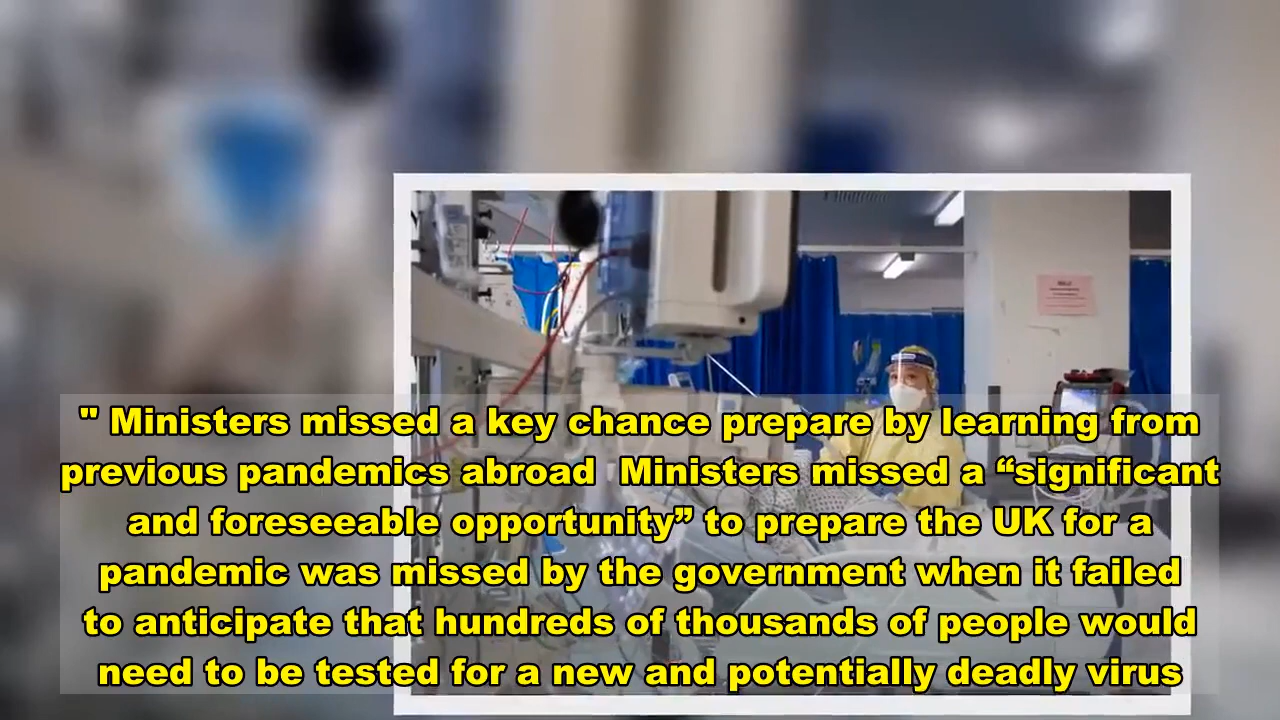 " Ministers missed a key chance prepare by learning from
previous pandemics abroad  Ministers missed a “significant
and foreseeable opportunity” to prepare the UK for a
pandemic was missed by the government when it failed
to anticipate that hundreds of thousands of people would
need to be tested for a new and potentially deadly virus